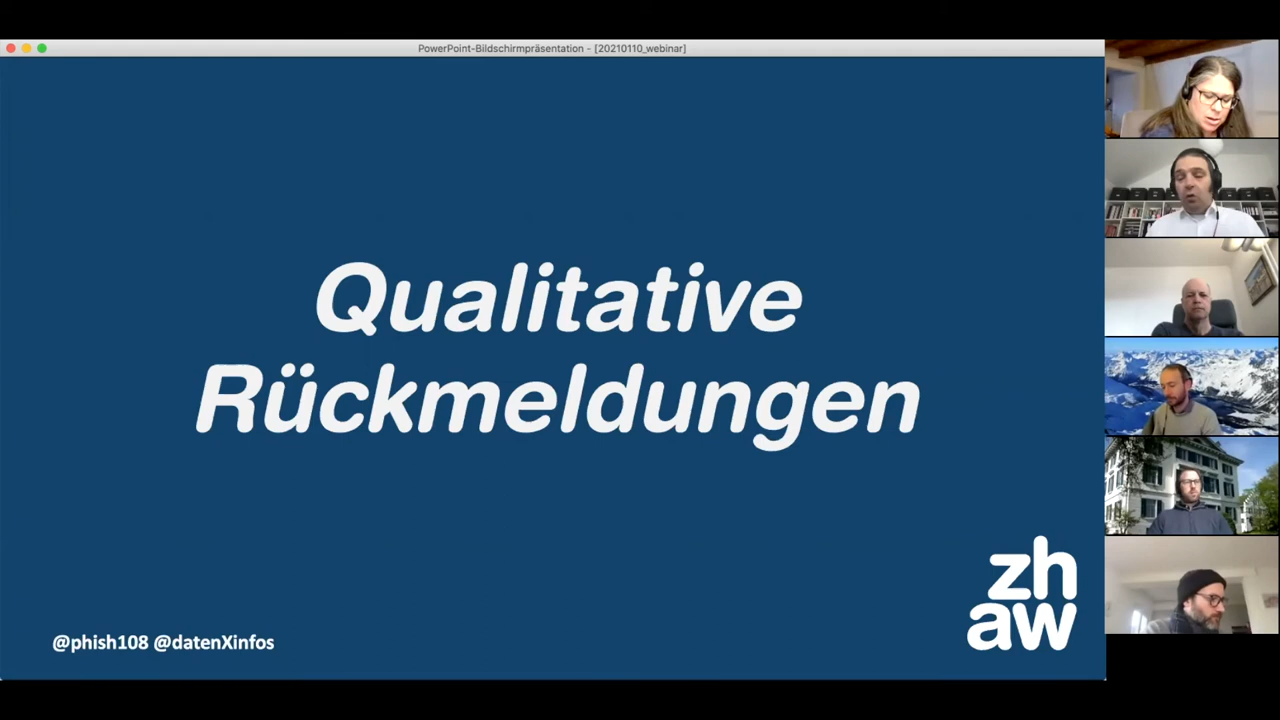 PowerPoint-Bildschirmpräsentation - [20210110_webinar]
Qualitative
Rückmeldungen
zh
aw
@phish108 @datenXinfos